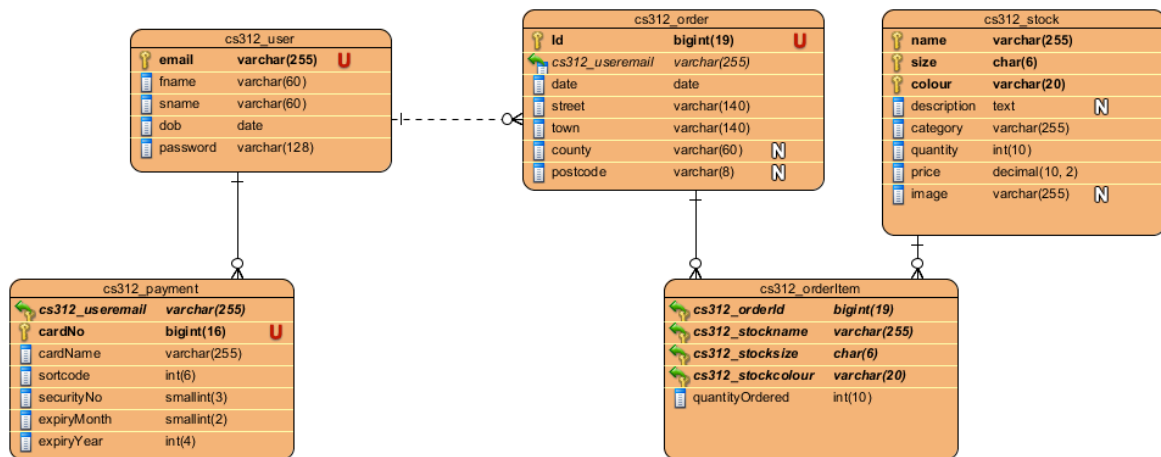 cs312_user
email varchar(255) U
fname varchar(60)
sname varchar(60)
dob date
password varchar(128)
cs312_order
Id bigint(19) U
cs312_useremail varchar(255)
date date
street varchar(140)
town varchar(140)
county varchar(60) N
postcode varchar(8) N
cs312_stock
name varchar(255)
size char(6)
colour varchar(20)
description text N
category varchar(255)
quantity int(10)
price decimal(10, 2)
image varchar(255) N
cs312_payment
cs312_useremail varchar(255)
cardNo bigint(16) U
cardName varchar(255)
sortcode int(6)
securityNo smallint(3)
expiryMonth smallint(2)
expiryYear int(4)
cs312_orderItem
cs312_orderId bigint(19)
cs312_stockname varchar(255)
cs312_stocksize char(6)
cs312_stockcolour varchar(20)
quantityOrdered int(10)